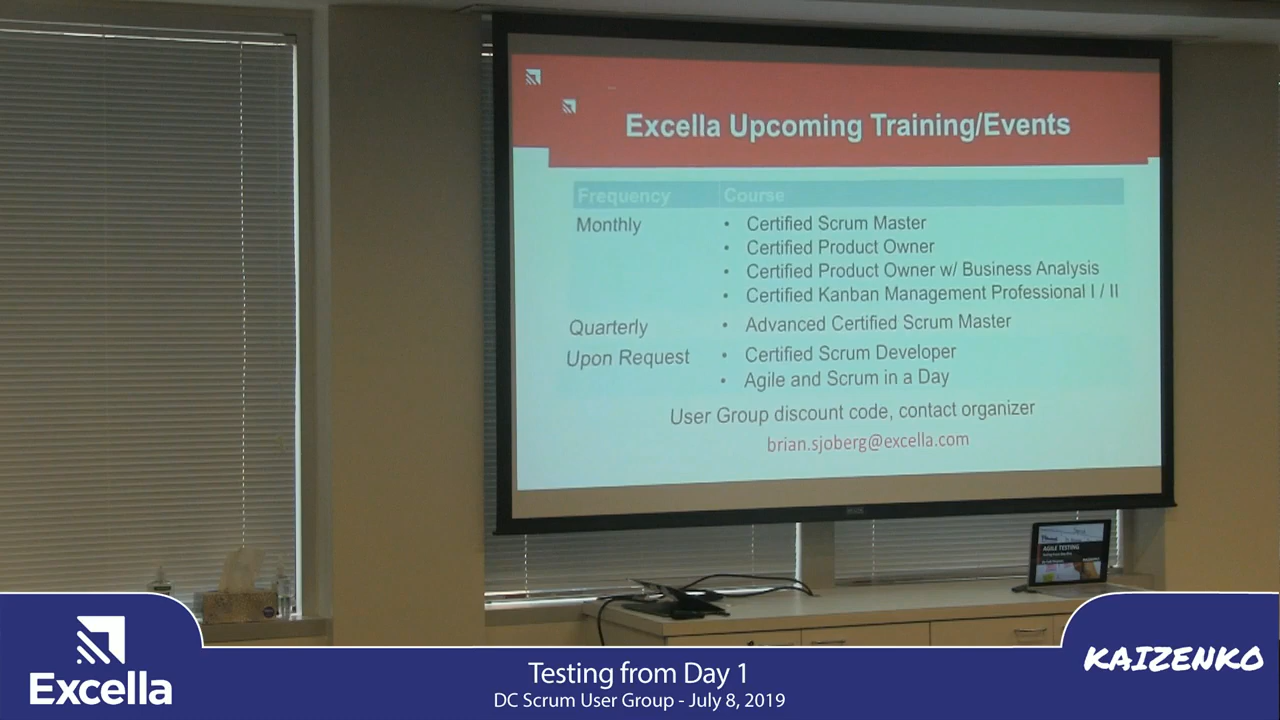 Excella Upcoming Training/Events
Frequency Course
Monthly • Certified Scrum Master
• Certified Product Owner
• Certified Product Owner w/ Business Analysis
• Certified Kanban Management Professional I / II
Quarterly • Advanced Certified Scrum Master
Upon Request • Certified Scrum Developer
• Agile and Scrum in a Day
User Group discount code, contact organizer
brian.sjoberg@excella.com
AGILE TESTING
Excella
Testing from Day 1
DC Scrum User Group - July 8, 2019
KAIZENKO